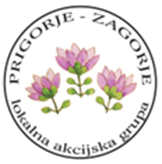 PRIGORJE - ZAGORJE
lokalna akcijska grupa